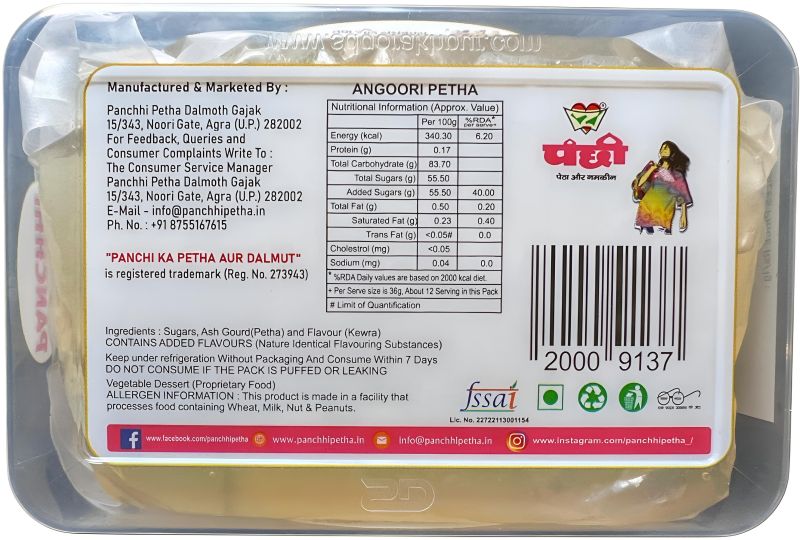 www.agdolskpubni.com
Manufactured & Marketed By :
Panchhi Petha Dalmoth Gajak
15/343, Noori Gate, Agra (U.P.) 282002
For Feedback, Queries and
Consumer Complaints Write To :
The Consumer Service Manager
Panchhi Petha Dalmoth Gajak
15/343, Noori Gate, Agra (U.P.) 282002
E-Mail - info@panchhipetha.in
Ph. No. : +91 8755167615
"PANCHI KA PETHA AUR DALMUT"
is registered trademark (Reg. No. 273943)
ANGOORI PETHA
Nutritional Information (Approx. Value)
Per 100g %RDA* per serve+
Energy (kcal) 340.30 6.20
Protein (g) 0.17
Total Carbohydrate (g) 83.70
Total Sugars (g) 55.50
Added Sugars (g) 55.50 40.00
Total Fat (g) 0.50 0.20
Saturated Fat (g) 0.23 0.40
Trans Fat (g) <0.05# 0.0
Cholestrol (mg) <0.05
Sodium (mg) 0.04 0.0
* %RDA Daily values are based on 2000 kcal diet.
+ Per Serve size is 36g, About 12 Serving in this Pack
# Limit of Quantification
पंछी
पेठा और नमकीन
2000 9137
Ingredients : Sugars, Ash Gourd(Petha) and Flavour (Kewra)
CONTAINS ADDED FLAVOURS (Nature Identical Flavouring Substances)
Keep under refrigeration Without Packaging And Consume Within 7 Days
DO NOT CONSUME IF THE PACK IS PUFFED OR LEAKING
Vegetable Dessert (Proprietary Food)
ALLERGEN INFORMATION : This product is made in a facility that
processes food containing Wheat, Milk, Nut & Peanuts.
fssai
Lic. No. 22722113001154
www.facebook.com/panchhipetha www.panchhipetha.in Info@panchhipetha.in www.instagram.com/panchhipetha_/